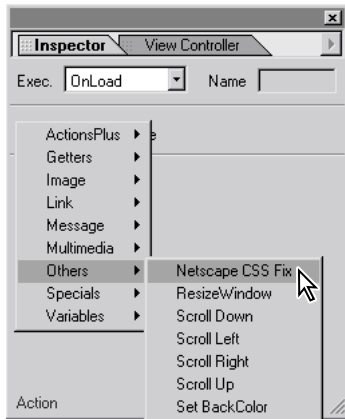 Inspector View Controller
Exec. OnLoad Name
ActionsPlus
Getters
Image
Link
Message
Multimedia
Others
Specials
Variables
Netscape CSS Fix
ResizeWindow
Scroll Down
Scroll Left
Scroll Right
Scroll Up
Set BackColor
Action